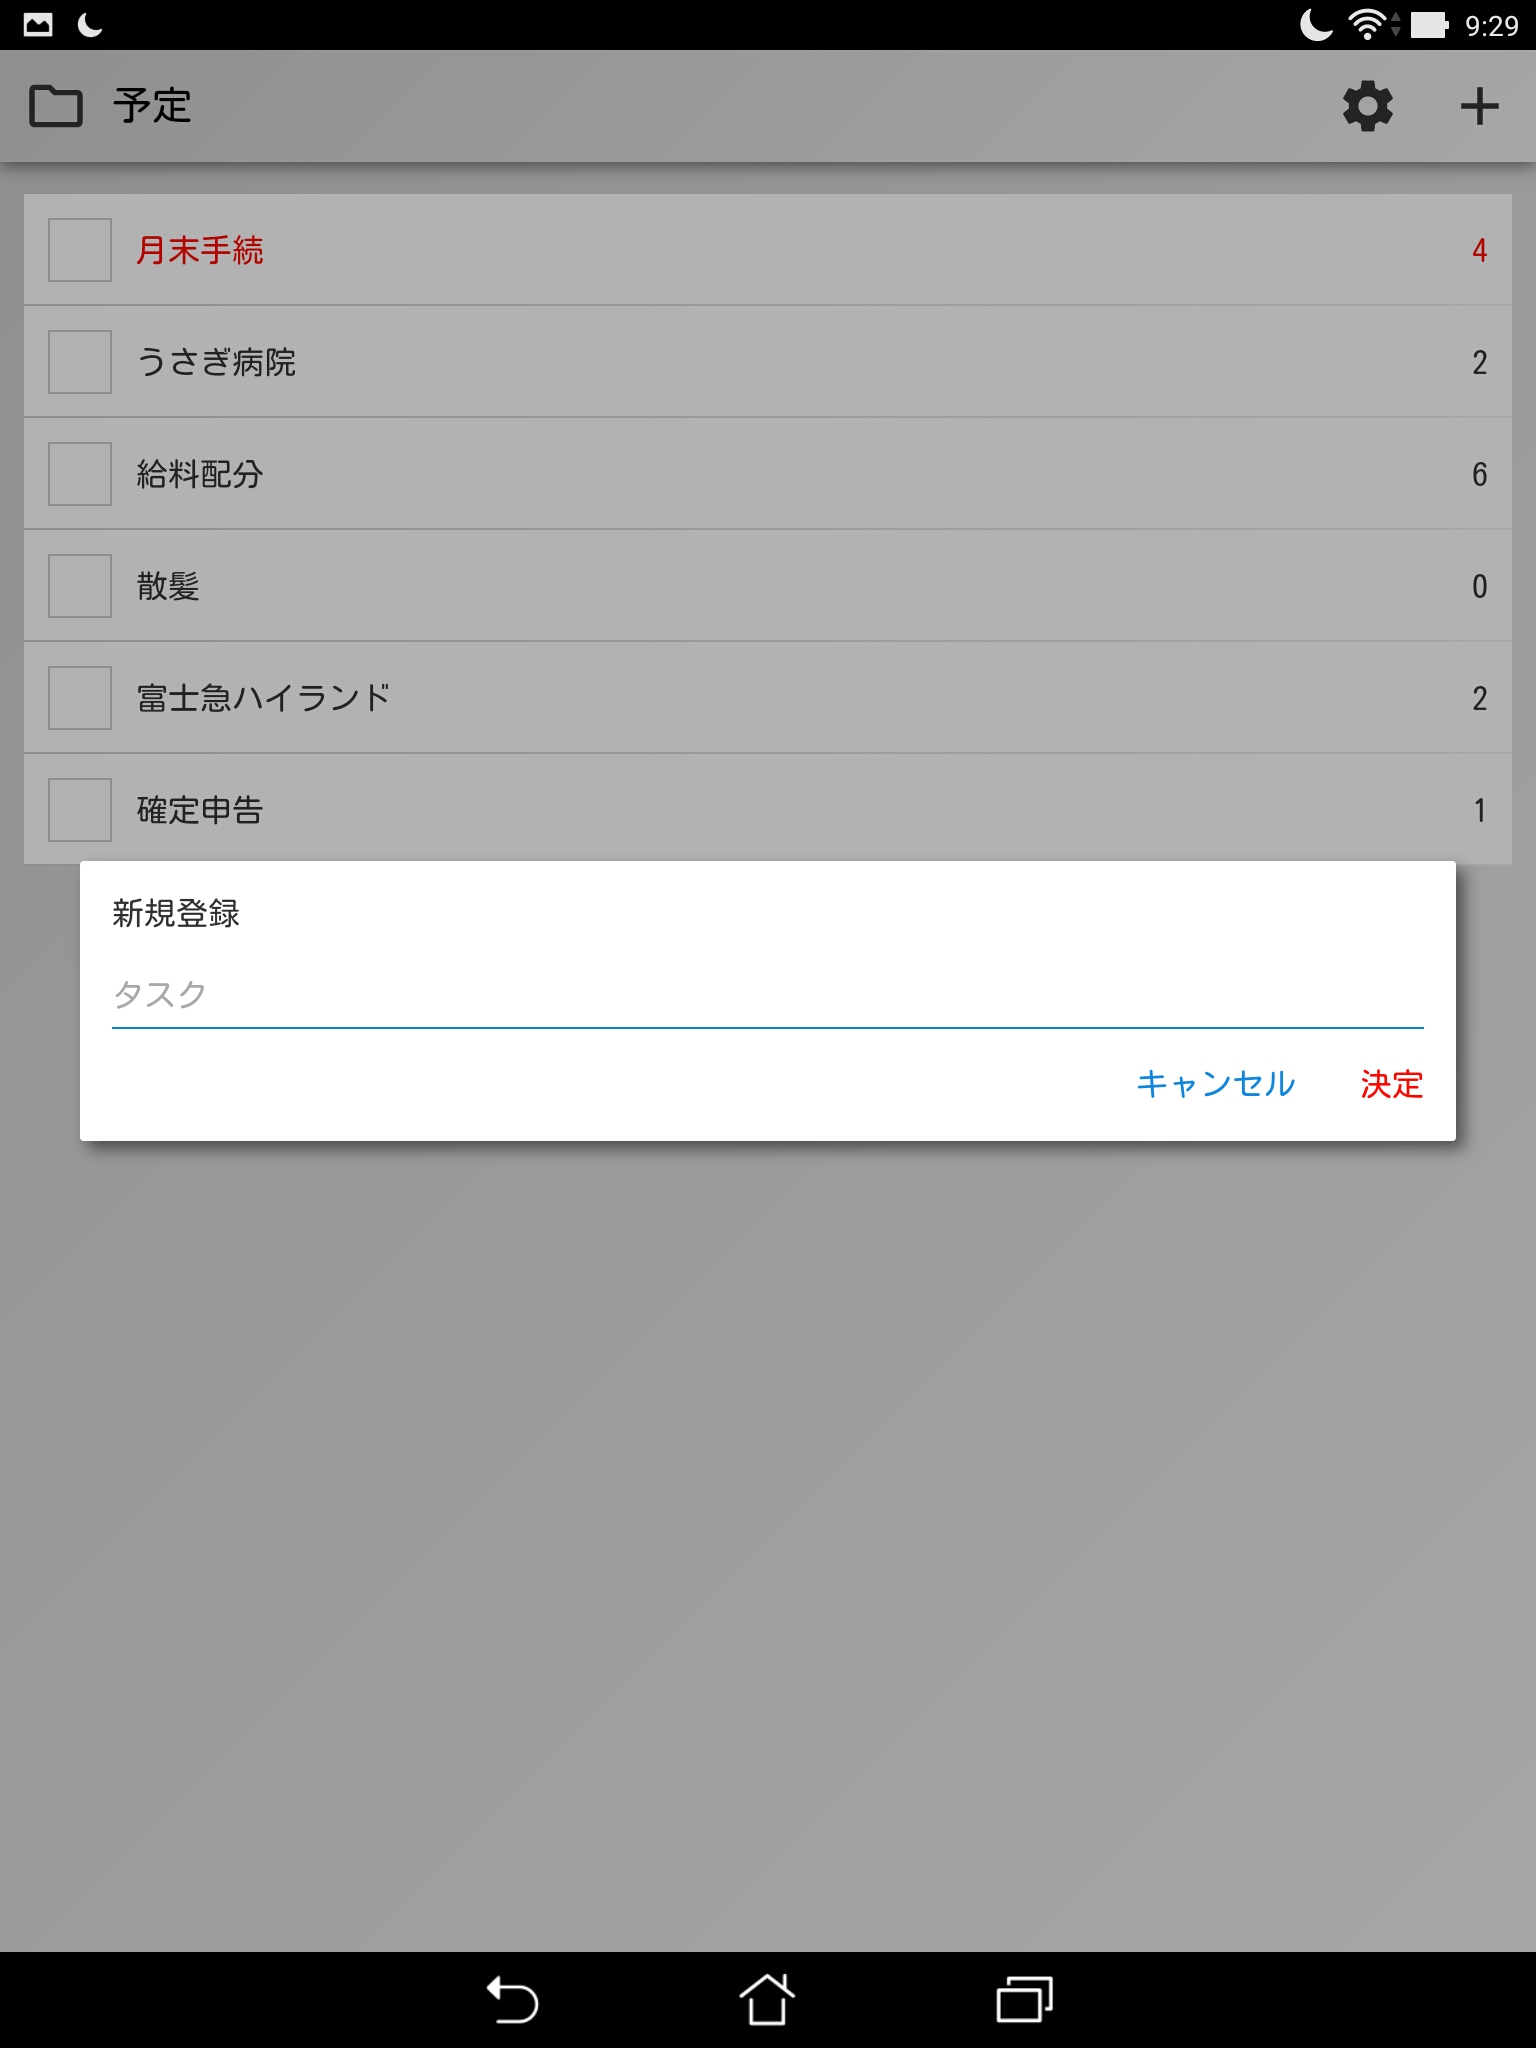 9:29
予定
月末手続 4
うさぎ病院 2
給料配分 6
散髪 0
富士急ハイランド 2
確定申告 1
新規登録
タスク
キャンセル 決定